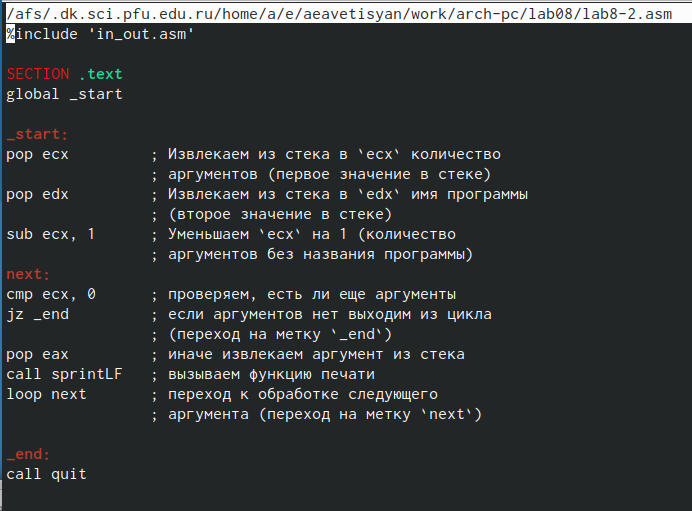 /afs/.dk.sci.pfu.edu.ru/home/a/e/aeavetisyan/work/arch-pc/lab08/lab8-2.asm
%include 'in_out.asm'
SECTION .text
global _start
_start:
pop ecx ; Извлекаем из стека в `ecx` количество
; аргументов (первое значение в стеке)
pop edx ; Извлекаем из стека в `edx` имя программы
; (второе значение в стеке)
sub ecx, 1 ; Уменьшаем `ecx` на 1 (количество
; аргументов без названия программы)
next:
cmp ecx, 0 ; проверяем, есть ли еще аргументы
jz _end ; если аргументов нет выходим из цикла
; (переход на метку `_end`)
pop eax ; иначе извлекаем аргумент из стека
call sprintLF ; вызываем функцию печати
loop next ; переход к обработке следующего
; аргумента (переход на метку `next`)
_end:
call quit